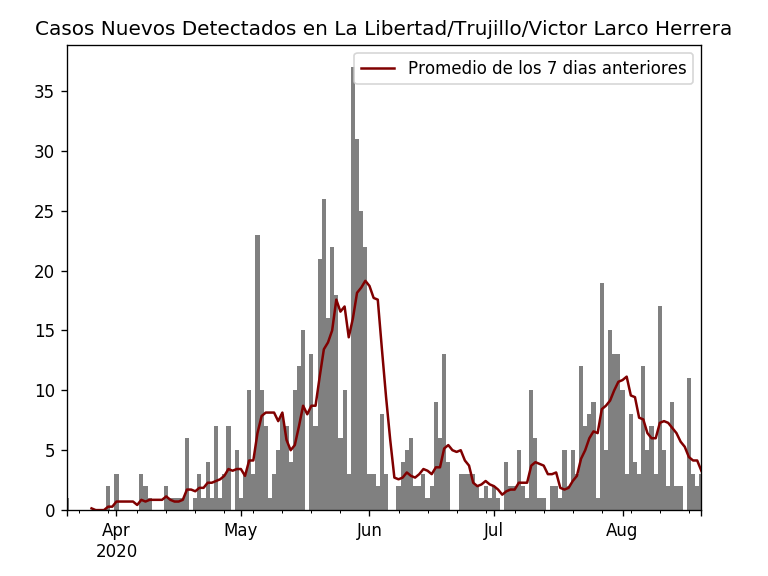 Casos Nuevos Detectados en La Libertad/Trujillo/Victor Larco Herrera
Promedio de los 7 dias anteriores
35
30
25
20
15
10
5
0
Apr
2020
May
Jun
Jul
Aug